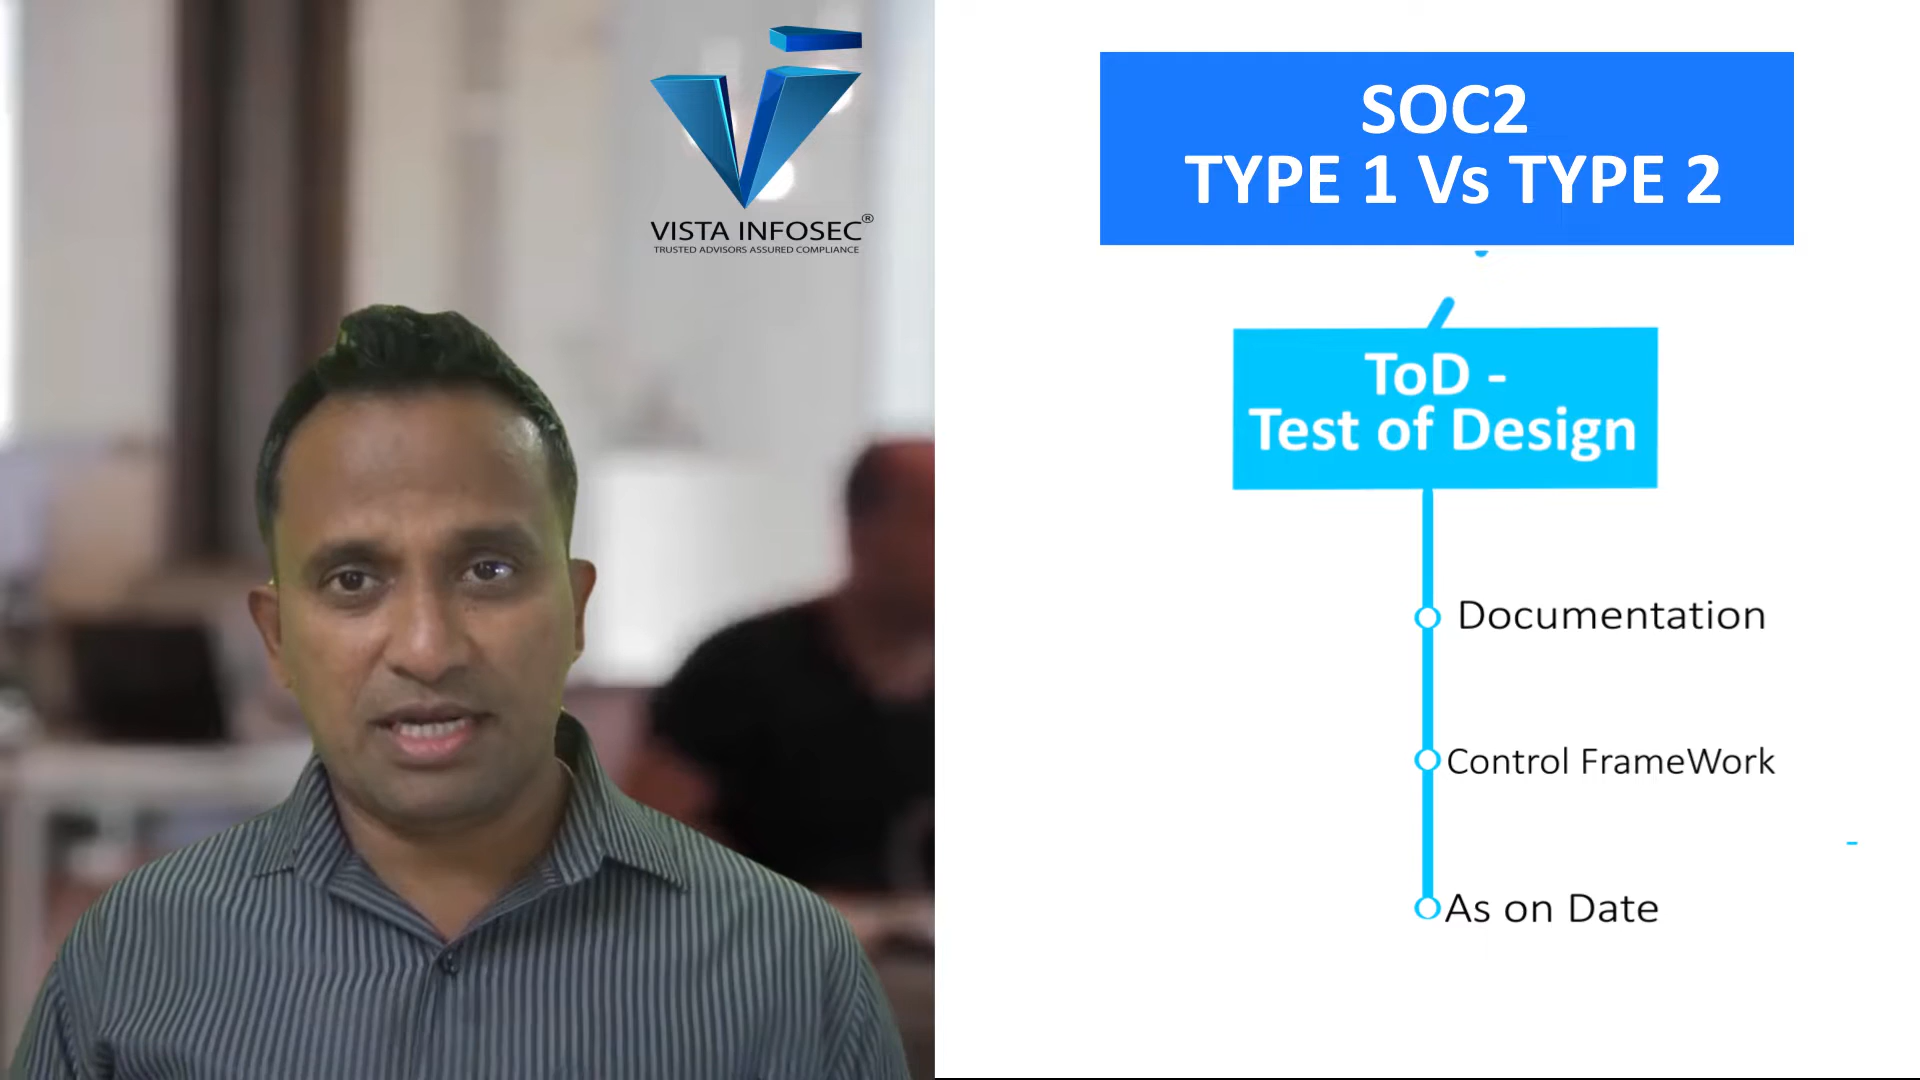 VISTA INFOSEC®
TRUSTED ADVISORS ASSURED COMPLIANCE
SOC2
TYPE 1 Vs TYPE 2
ToD -
Test of Design
Documentation
Control FrameWork
As on Date